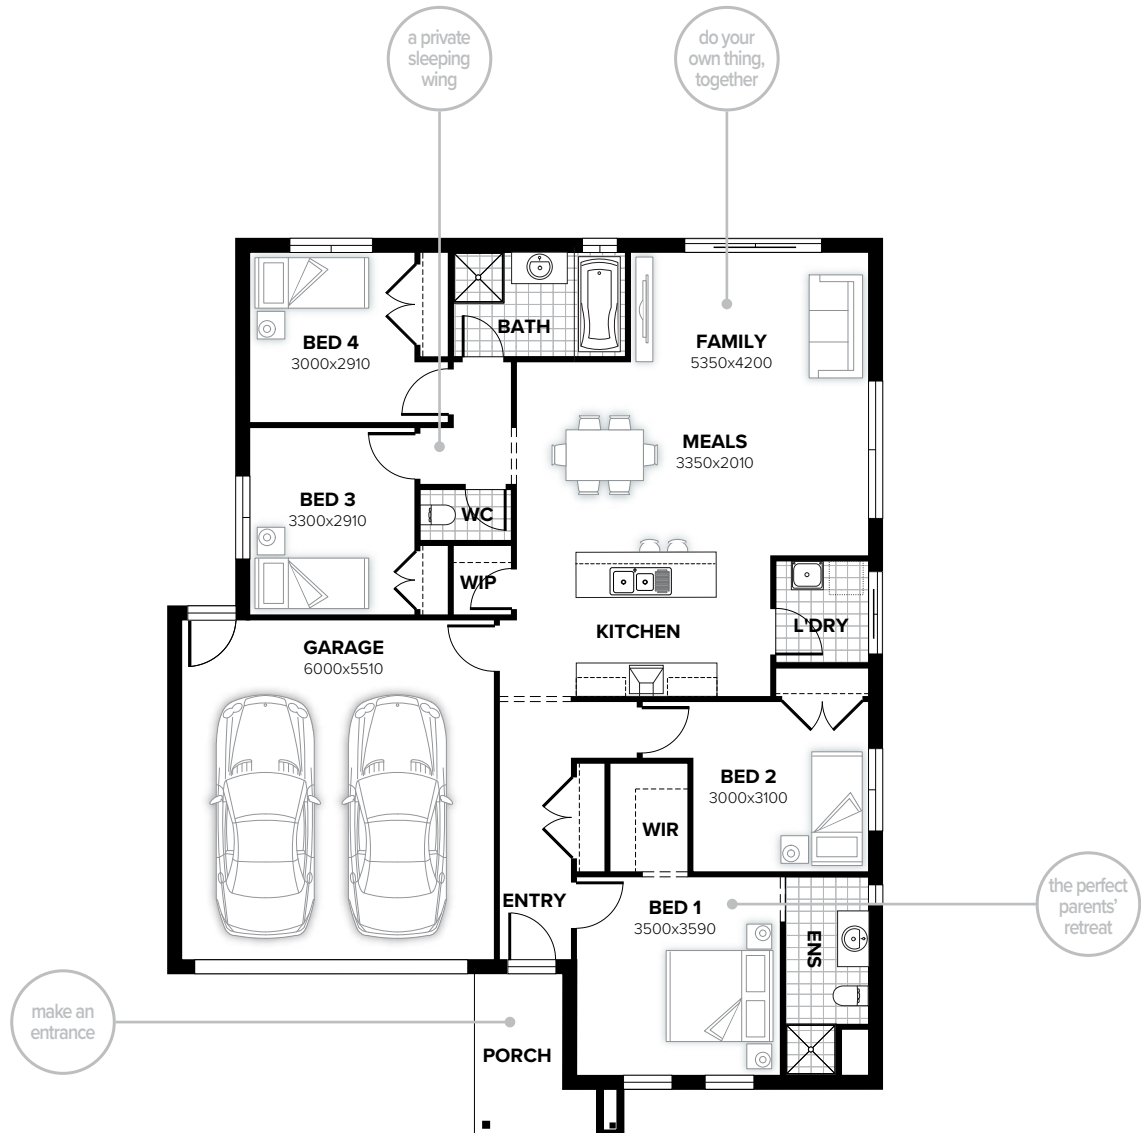 a private
sleeping
wing
do your
own thing,
together
BATH
BED 4
3000x2910
FAMILY
5350x4200
MEALS
3350x2010
BED 3
3300x2910
WC
WIP
L'DRY
KITCHEN
GARAGE
6000x5510
BED 2
3000x3100
WIR
ENTRY
BED 1
3500x3590
ENS
the perfect
parents'
retreat
make an
entrance
PORCH